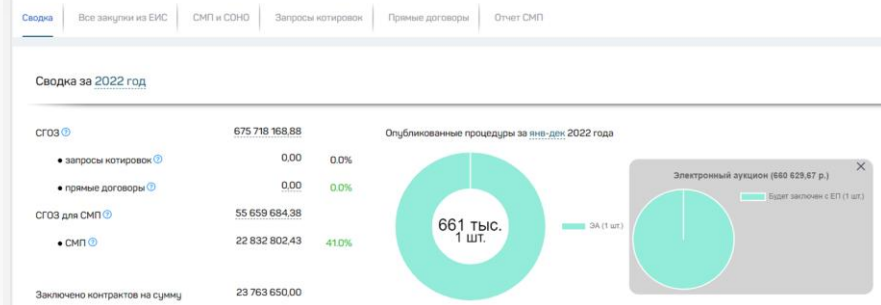 Сводка
Все закупки из ЕИС
СМП и СОНО
Запросы котировок
Прямые договоры
Отчет СМП
Сводка за 2022 год
СГОЗ ? 675 718 168,88
• запросы котировок ? 0,00 0.0%
• прямые договоры ? 0,00 0.0%
СГОЗ для СМП ? 55 659 684,38
• СМП ? 22 832 802,43 41.0%
Заключено контрактов на сумму 23 763 650,00
Опубликованные процедуры за янв-дек 2022 года
661 тыс.
1 шт.
ЭА (1 шт.)
Электронный аукцион (660 629,67 р.)
Будет заключен с ЕП (1 шт.)